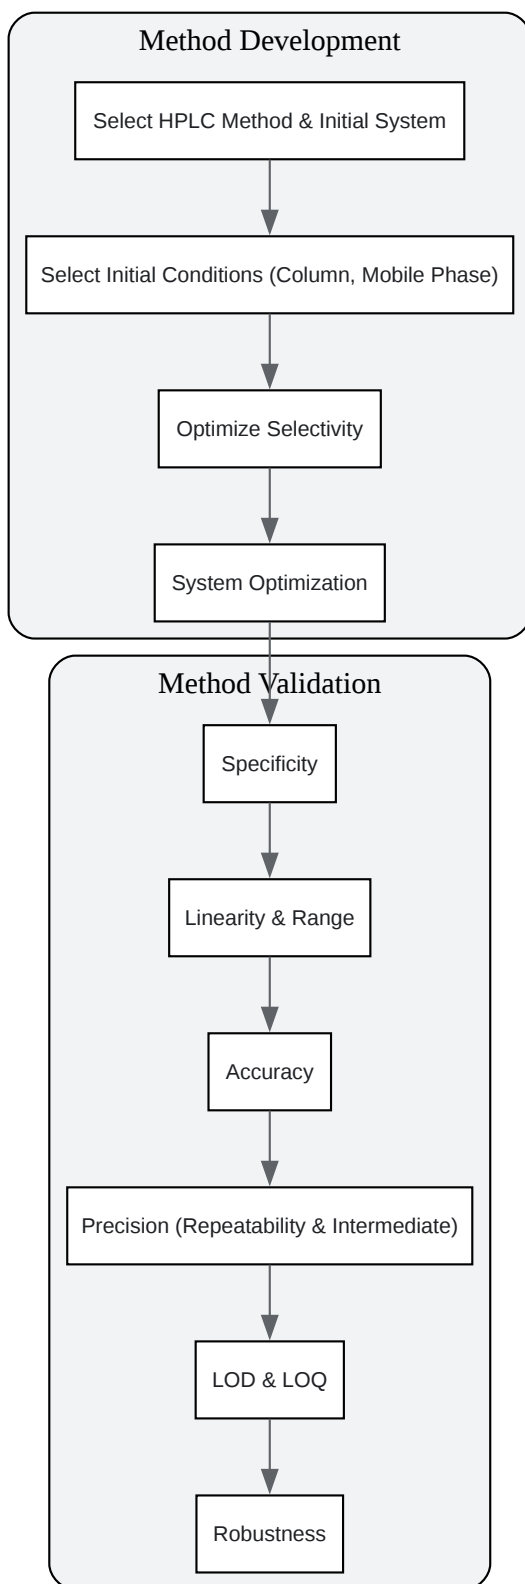 Method Development
Select HPLC Method & Initial System
Select Initial Conditions (Column, Mobile Phase)
Optimize Selectivity
System Optimization
Method Validation
Specificity
Linearity & Range
Accuracy
Precision (Repeatability & Intermediate)
LOD & LOQ
Robustness